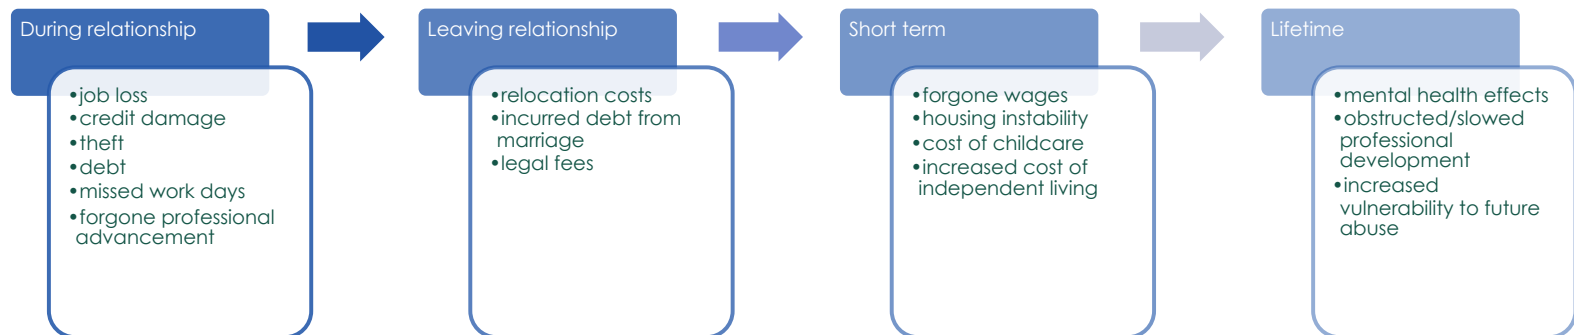 During relationship
•job loss
•credit damage
•theft
•debt
•missed work days
•forgone professional
advancement
Leaving relationship
•relocation costs
•incurred debt from
marriage
•legal fees
Short term
•forgone wages
•housing instability
•cost of childcare
•increased cost of
independent living
Lifetime
•mental health effects
•obstructed/slowed
professional
development
•increased
vulnerability to future
abuse